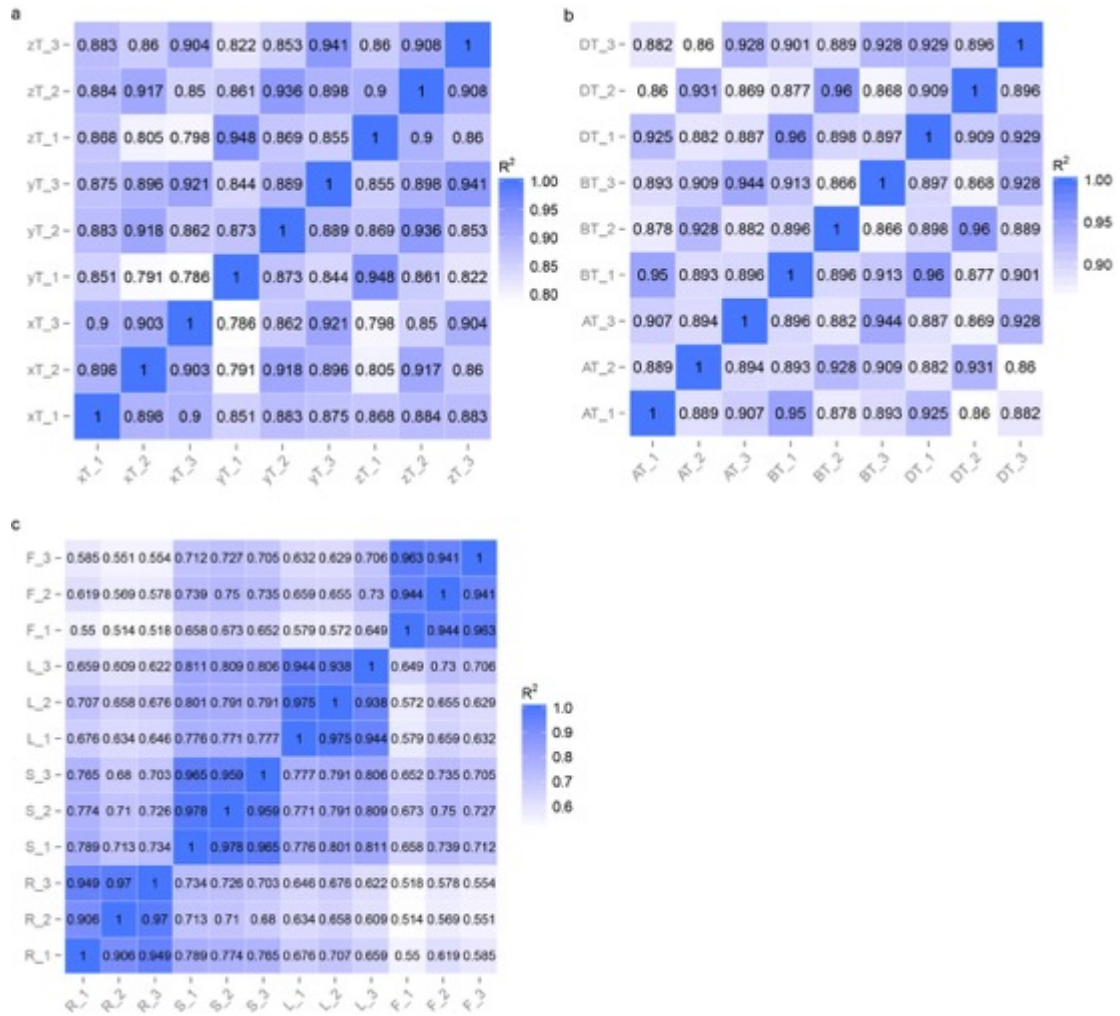 a
zT_3 0.883 0.86 0.904 0.822 0.853 0.941 0.86 0.908 1
zT_2 0.884 0.917 0.85 0.861 0.936 0.898 0.9 1 0.908
zT_1 0.868 0.805 0.798 0.948 0.869 0.855 1 0.9 0.86
yT_3 0.875 0.896 0.921 0.844 0.889 1 0.855 0.898 0.941
yT_2 0.883 0.918 0.862 0.873 1 0.889 0.869 0.936 0.853
yT_1 0.851 0.791 0.786 1 0.873 0.844 0.948 0.861 0.822
xT_3 0.9 0.903 1 0.786 0.862 0.921 0.798 0.85 0.904
xT_2 0.898 1 0.903 0.791 0.918 0.896 0.805 0.917 0.86
xT_1 1 0.898 0.9 0.851 0.883 0.875 0.868 0.884 0.883
xT_1 xT_2 xT_3 yT_1 yT_2 yT_3 zT_1 zT_2 zT_3
R²
1.00
0.95
0.90
0.85
0.80
b
DT_3 0.882 0.86 0.928 0.901 0.889 0.928 0.929 0.896 1
DT_2 0.86 0.931 0.869 0.877 0.96 0.868 0.909 1 0.896
DT_1 0.925 0.882 0.887 0.96 0.898 0.897 1 0.909 0.929
BT_3 0.893 0.909 0.944 0.913 0.866 1 0.897 0.868 0.928
BT_2 0.878 0.928 0.882 0.896 1 0.866 0.898 0.96 0.889
BT_1 0.95 0.893 0.896 1 0.896 0.913 0.96 0.877 0.901
AT_3 0.907 0.894 1 0.896 0.882 0.944 0.887 0.869 0.928
AT_2 0.889 1 0.894 0.893 0.928 0.909 0.882 0.931 0.86
AT_1 1 0.889 0.907 0.95 0.878 0.893 0.925 0.86 0.882
AT_1 AT_2 AT_3 BT_1 BT_2 BT_3 DT_1 DT_2 DT_3
R²
1.00
0.95
0.90
c
F_3 0.585 0.551 0.554 0.712 0.727 0.705 0.632 0.629 0.706 0.963 0.941 1
F_2 0.619 0.569 0.578 0.739 0.75 0.735 0.659 0.655 0.73 0.944 1 0.941
F_1 0.55 0.514 0.518 0.658 0.673 0.652 0.579 0.572 0.649 1 0.944 0.963
L_3 0.659 0.609 0.622 0.811 0.809 0.806 0.944 0.938 1 0.649 0.73 0.706
L_2 0.707 0.658 0.676 0.801 0.791 0.791 0.975 1 0.938 0.572 0.655 0.629
L_1 0.676 0.634 0.646 0.776 0.771 0.777 1 0.975 0.944 0.579 0.659 0.632
S_3 0.765 0.68 0.703 0.965 0.959 1 0.777 0.791 0.806 0.652 0.735 0.705
S_2 0.774 0.71 0.726 0.978 1 0.959 0.771 0.791 0.809 0.673 0.75 0.727
S_1 0.789 0.713 0.734 1 0.978 0.965 0.776 0.801 0.811 0.658 0.739 0.712
R_3 0.949 0.97 1 0.734 0.726 0.703 0.646 0.676 0.622 0.518 0.578 0.554
R_2 0.906 1 0.97 0.713 0.71 0.68 0.634 0.658 0.609 0.514 0.569 0.551
R_1 1 0.906 0.949 0.789 0.774 0.765 0.676 0.707 0.659 0.55 0.619 0.585
R_1 R_2 R_3 S_1 S_2 S_3 L_1 L_2 L_3 F_1 F_2 F_3
R²
1.0
0.9
0.8
0.7
0.6